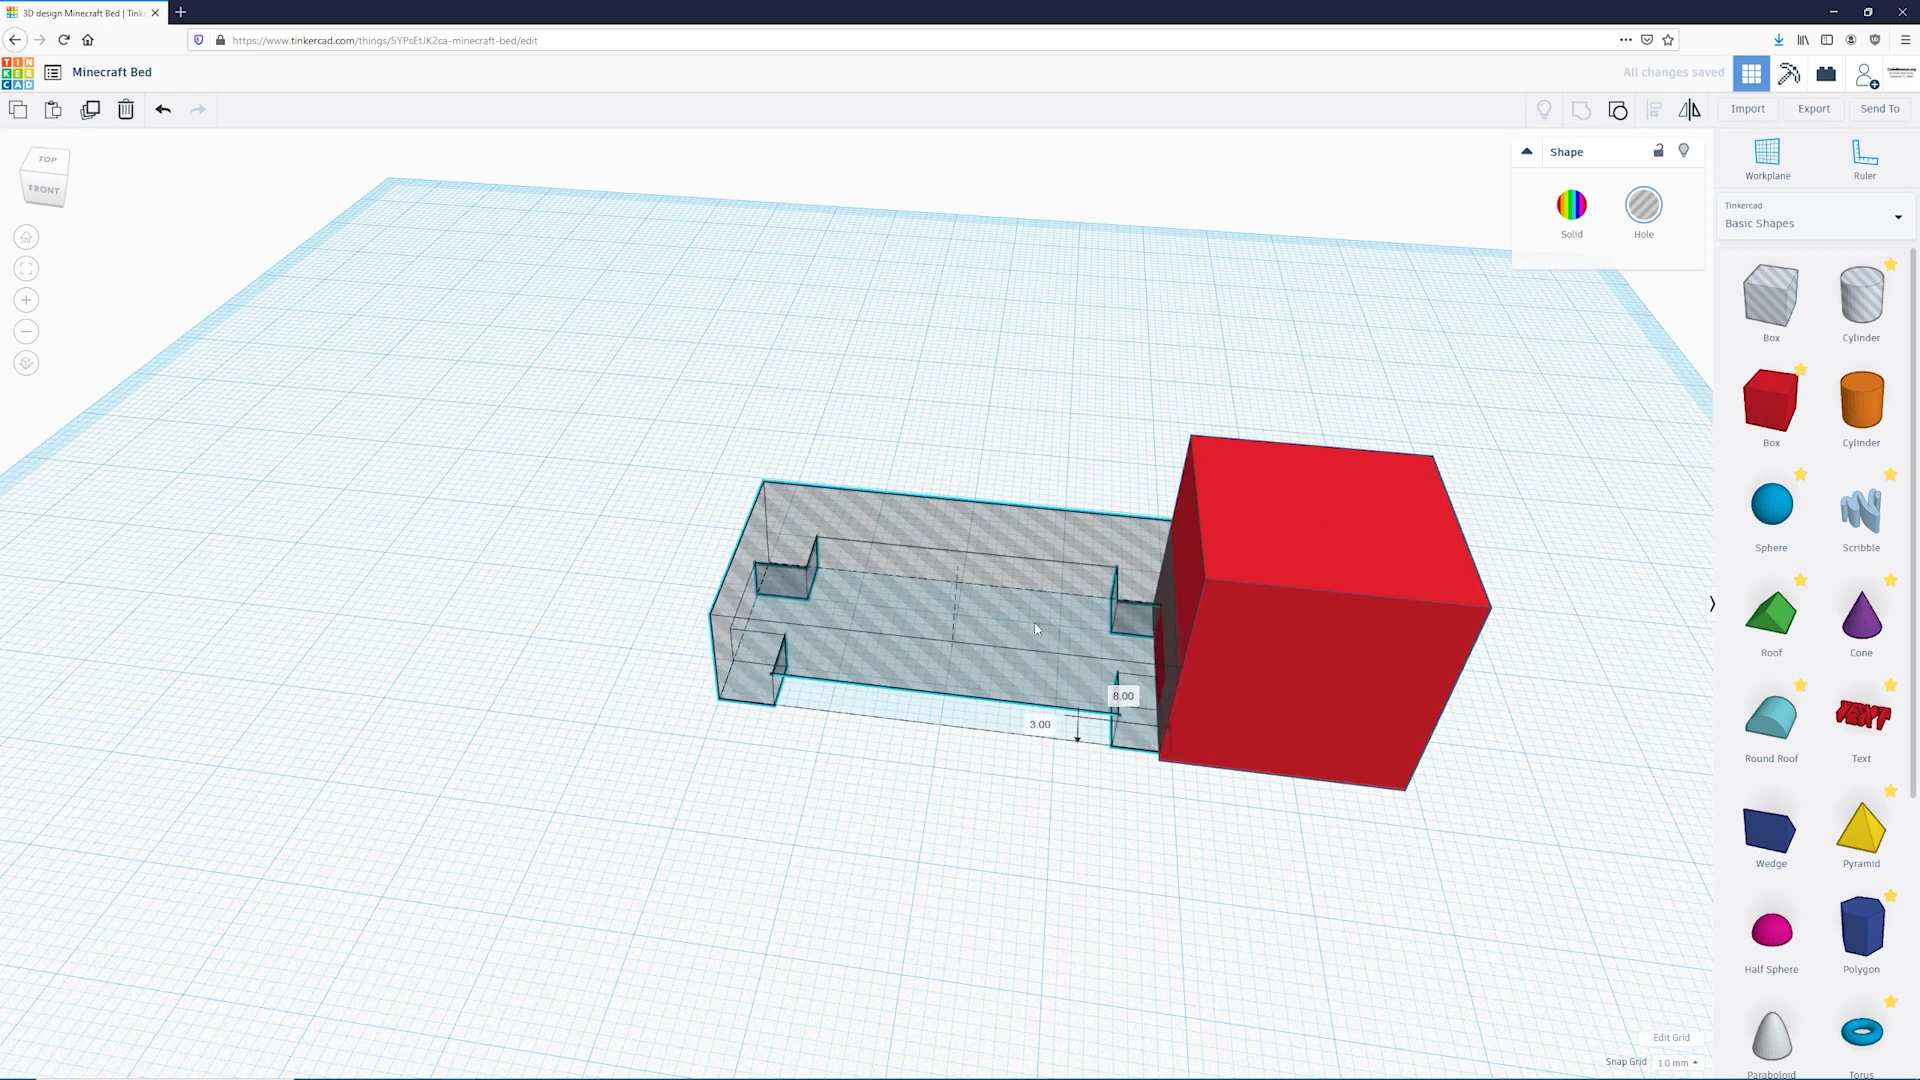 3D design Minecraft Bed | Tink
https://www.tinkercad.com/things/5YPsEtJK2ca-minecraft-bed/edit
TIN
KER
CAD
Minecraft Bed
All changes saved
Import
Export
Send To
TOP
FRONT
Shape
Solid
Hole
Workplane
Ruler
Tinkercad
Basic Shapes
Box
Cylinder
Box
Cylinder
Sphere
Scribble
Roof
Cone
Round Roof
TEXT
Text
Wedge
Pyramid
Half Sphere
Polygon
Paraboloid
Torus
8.00
3.00
Edit Grid
Snap Grid
1.0 mm